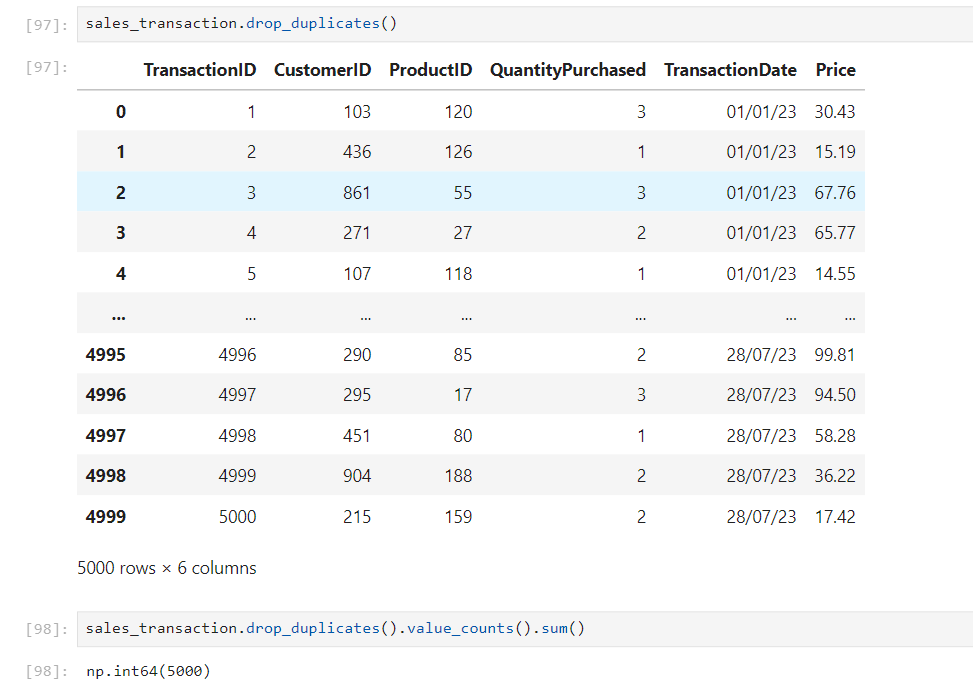 [97]: sales_transaction.drop_duplicates()
[97]:
TransactionID CustomerID ProductID QuantityPurchased TransactionDate Price
0 1 103 120 3 01/01/23 30.43
1 2 436 126 1 01/01/23 15.19
2 3 861 55 3 01/01/23 67.76
3 4 271 27 2 01/01/23 65.77
4 5 107 118 1 01/01/23 14.55
... ... ... ... ... ... ...
4995 4996 290 85 2 28/07/23 99.81
4996 4997 295 17 3 28/07/23 94.50
4997 4998 451 80 1 28/07/23 58.28
4998 4999 904 188 2 28/07/23 36.22
4999 5000 215 159 2 28/07/23 17.42
5000 rows × 6 columns
[98]: sales_transaction.drop_duplicates().value_counts().sum()
[98]: np.int64(5000)